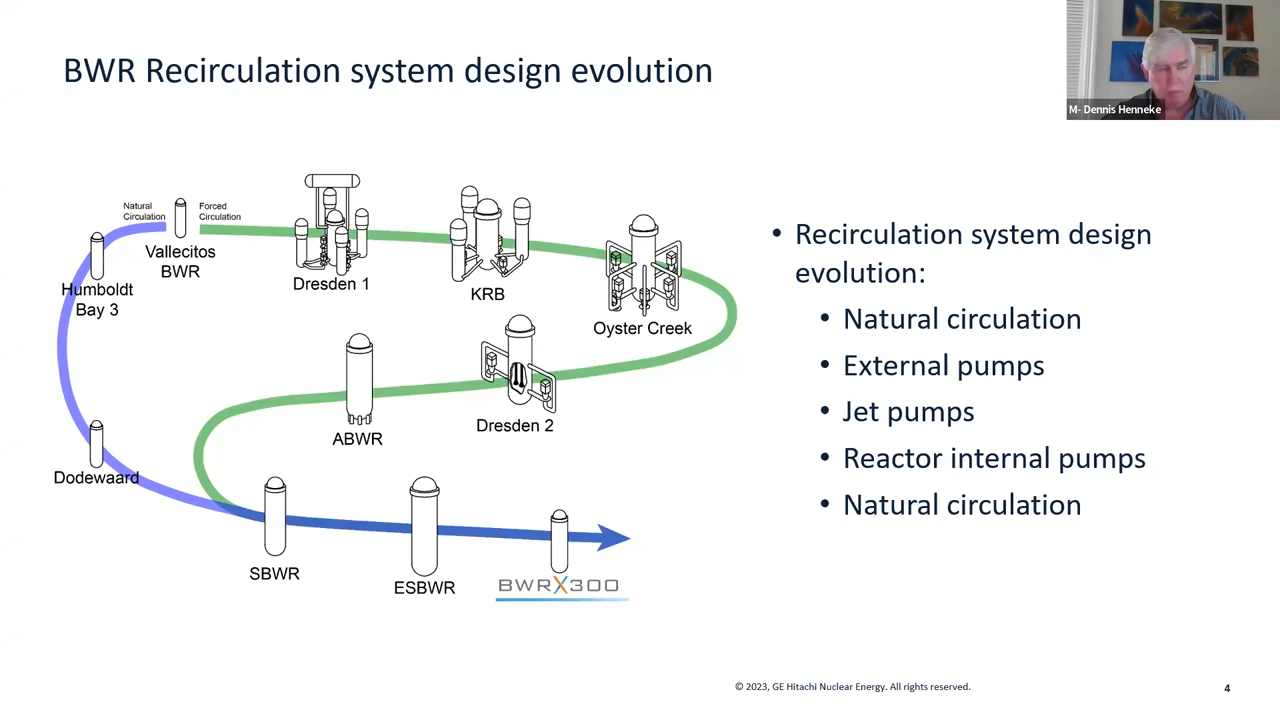 BWR Recirculation system design evolution
M- Dennis Henneke
Natural
Circulation
Forced
Circulation
Vallecitos
BWR
Humboldt
Bay 3
Dresden 1
KRB
Oyster Creek
Dresden 2
ABWR
Dodewaard
SBWR
ESBWR
BWRX300
• Recirculation system design
evolution:
• Natural circulation
• External pumps
• Jet pumps
• Reactor internal pumps
• Natural circulation
© 2023, GE Hitachi Nuclear Energy. All rights reserved.
4